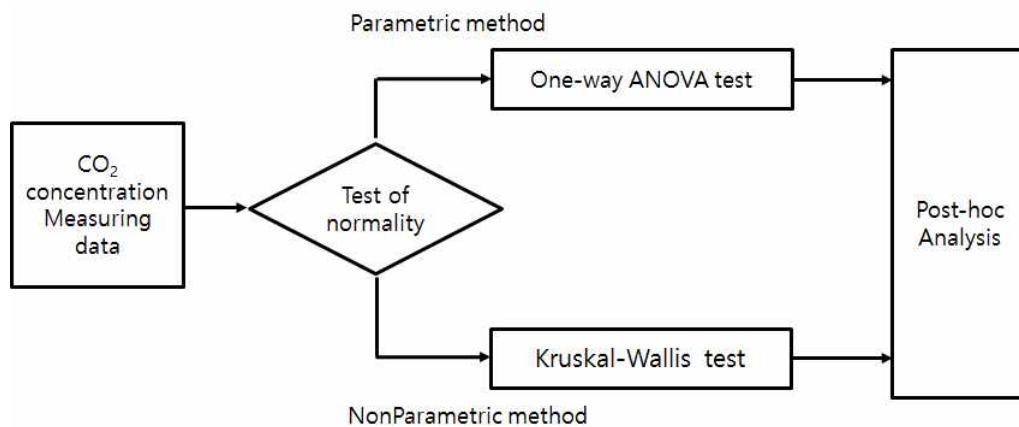 Parametric method
One-way ANOVA test
CO₂
concentration
Measuring
data
Test of
normality
Post-hoc
Analysis
Kruskal-Wallis test
NonParametric method